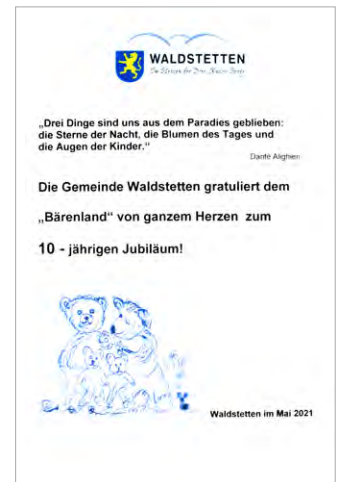 WALDSTETTEN
„Drei Dinge sind uns aus dem Paradies geblieben:
die Sterne der Nacht, die Blumen des Tages und
die Augen der Kinder.“
Dante Alighieri
Die Gemeinde Waldstetten gratuliert dem
„Bärenland“ von ganzem Herzen zum
10 - jährigen Jubiläum!
Waldstetten im Mai 2021